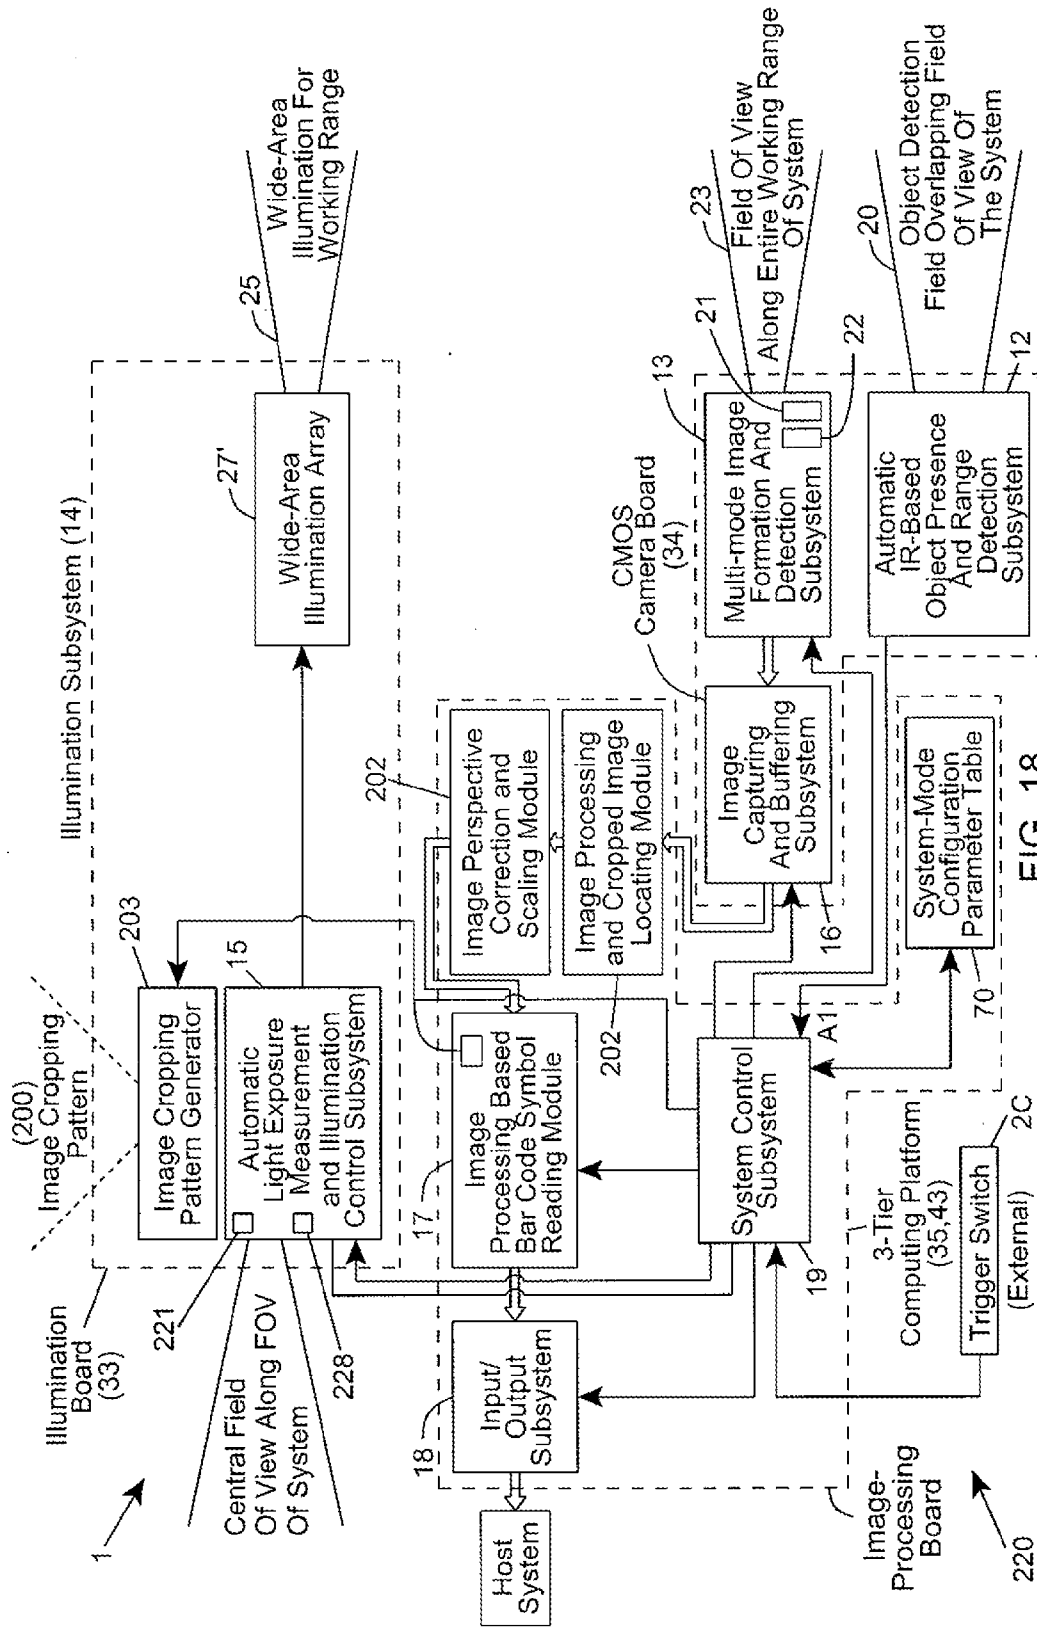 1
Illumination
Board
(33)
(200)
Image Cropping
Pattern
Illumination Subsystem (14)
203
Image Cropping
Pattern Generator
15
Automatic
Light Exposure
Measurement
and Illumination
Control Subsystem
221
228
Central Field
Of View Along FOV
Of System
27'
Wide-Area
Illumination Array
25
Wide-Area
Illumination For
Working Range
202
Image Perspective
Correction and
Scaling Module
Image Processing
and Cropped Image
Locating Module
202
17
Image
Processing Based
Bar Code Symbol
Reading Module
18
Input/
Output
Subsystem
Host
System
CMOS
Camera Board
(34)
13
Multi-mode Image
Formation And
Detection
Subsystem
21
22
23
Field Of View
Along Entire Working Range
Of System
Image
Capturing
And Buffering
Subsystem
16
System Control
Subsystem
19
A1
12
Automatic
IR-Based
Object Presence
And Range
Detection
Subsystem
20
Object Detection
Field Overlapping Field
Of View Of
The System
System-Mode
Configuration
Parameter Table
70
3-Tier
Computing Platform
(35,43)
Trigger Switch
2C
(External)
Image-
Processing
Board
220
FIG. 18